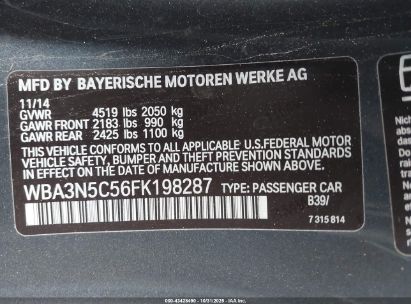 MFD BY BAYERISCHE MOTOREN WERKE AG
11/14
GVWR 4519 lbs 2050 kg
GAWR FRONT 2183 lbs 990 kg
GAWR REAR 2425 lbs 1100 kg
THIS VEHICLE CONFORMS TO ALL APPLICABLE U.S. FEDERAL MOTOR
VEHICLE SAFETY, BUMPER, AND THEFT PREVENTION STANDARDS IN
EFFECT ON THE DATE OF MANUFACTURE SHOWN ABOVE.
WBA3N5C56FK198287 TYPE: PASSENGER CAR
B39/
7 315 814